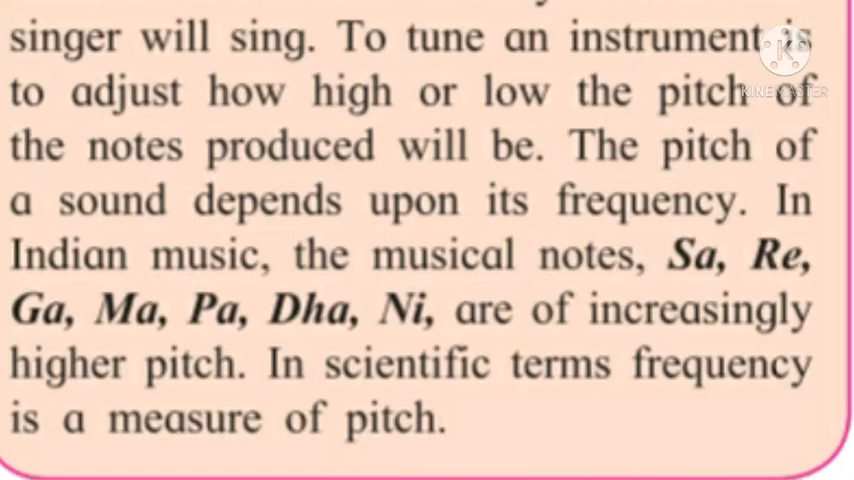 singer will sing. To tune an instrument is
to adjust how high or low the pitch of
the notes produced will be. The pitch of
a sound depends upon its frequency. In
Indian music, the musical notes, Sa, Re,
Ga, Ma, Pa, Dha, Ni, are of increasingly
higher pitch. In scientific terms frequency
is a measure of pitch.
KINEMASTER